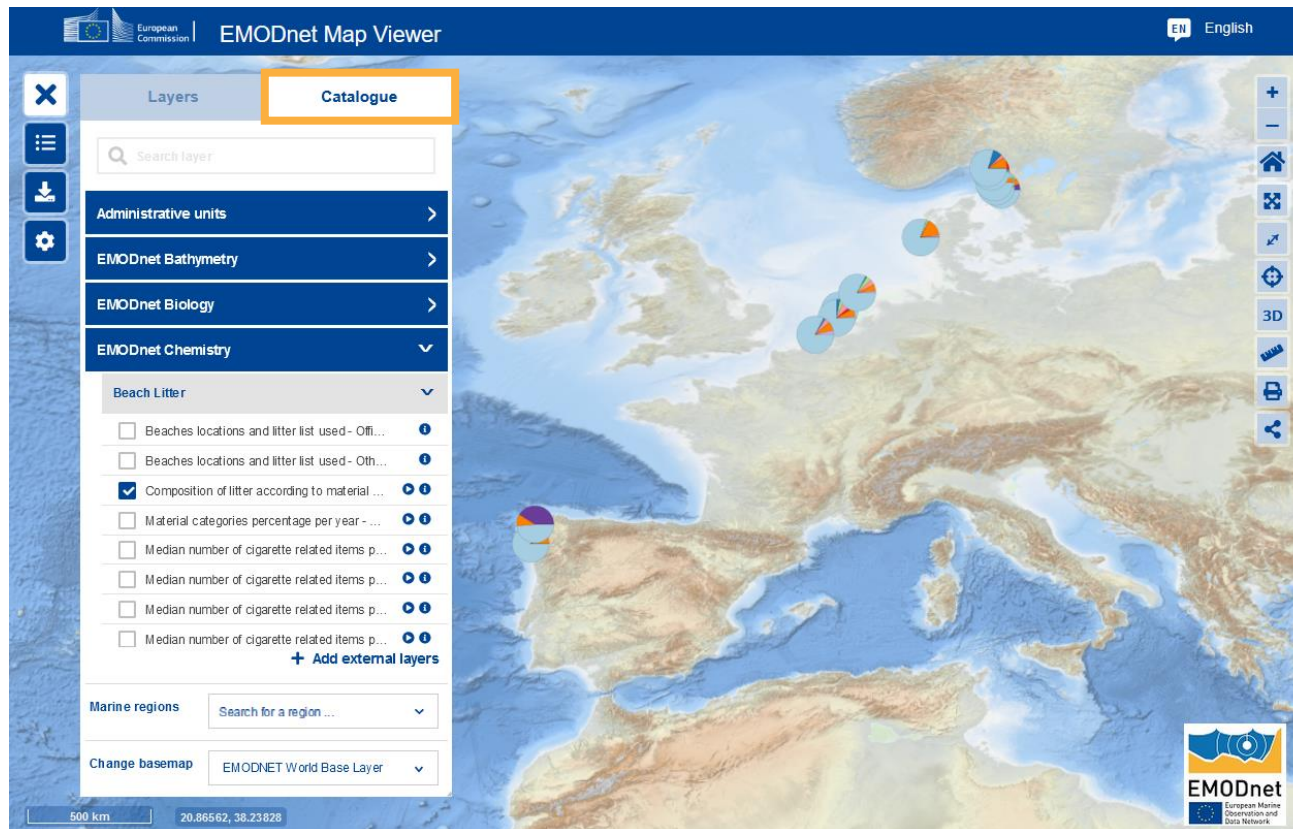 European
Commission
EMODnet Map Viewer
EN English
Layers
Catalogue
Search layer
Administrative units
EMODnet Bathymetry
EMODnet Biology
EMODnet Chemistry
Beach Litter
Beaches locations and litter list used - Offi...
Beaches locations and litter list used - Oth...
Composition of litter according to material ...
Material categories percentage per year - ...
Median number of cigarette related items p...
Median number of cigarette related items p...
Median number of cigarette related items p...
Median number of cigarette related items p...
+ Add external layers
Marine regions
Search for a region ...
Change basemap
EMODNET World Base Layer
500 km
20.86562, 38.23828
+
−
3D
EMODnet
European Marine
Observation and
Data Network